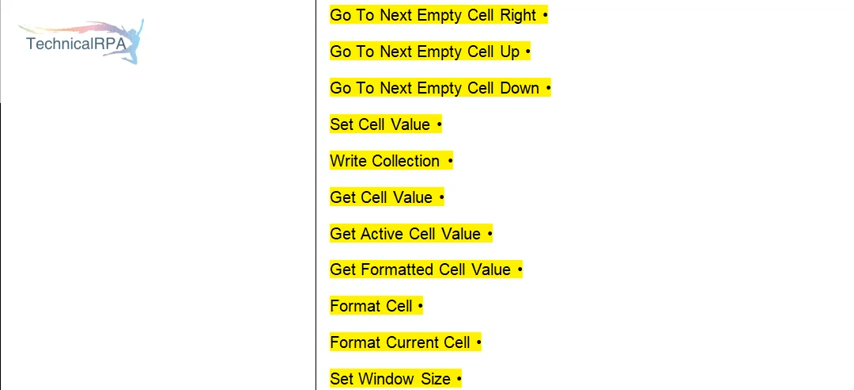 TechnicalRPA
Go To Next Empty Cell Right •
Go To Next Empty Cell Up •
Go To Next Empty Cell Down •
Set Cell Value •
Write Collection •
Get Cell Value •
Get Active Cell Value •
Get Formatted Cell Value •
Format Cell •
Format Current Cell •
Set Window Size •